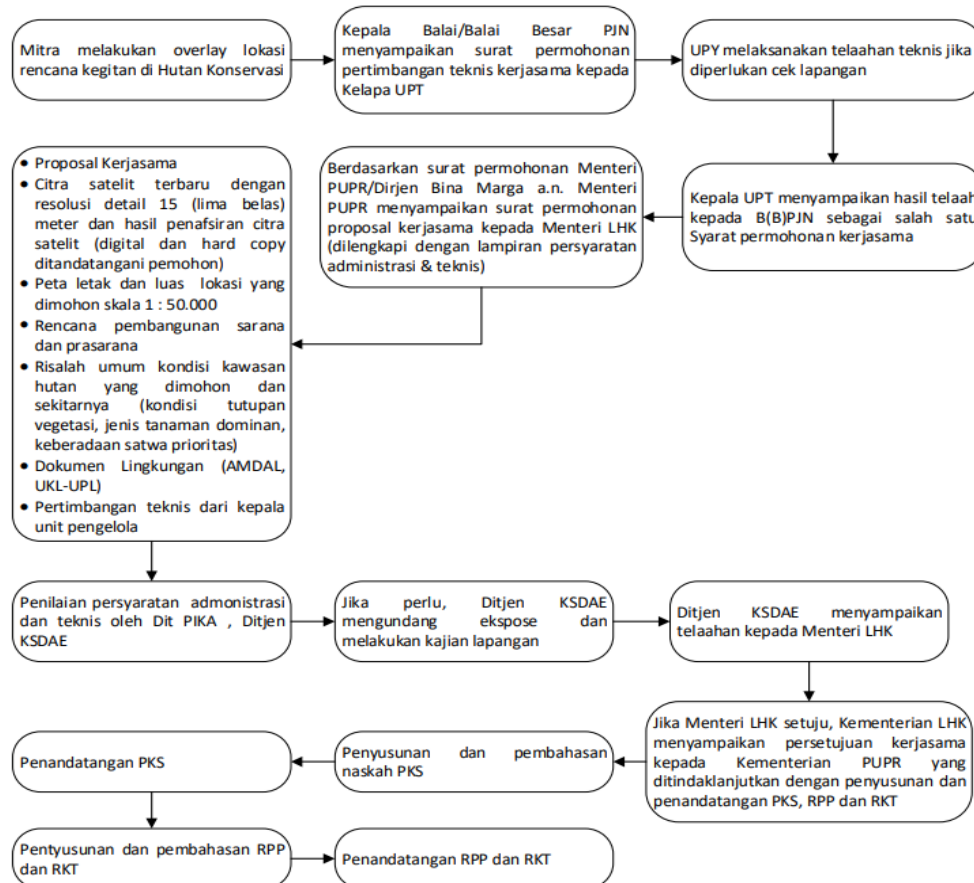 Mitra melakukan overlay lokasi
rencana kegitan di Hutan Konservasi
Kepala Balai/Balai Besar PJN
menyampaikan surat permohonan
pertimbangan teknis kerjasama kepada
Kelapa UPT
UPY melaksanakan telaahan teknis jika
diperlukan cek lapangan
Kepala UPT menyampaikan hasil telaah
kepada B(B)PJN sebagai salah satu
Syarat permohonan kerjasama
Berdasarkan surat permohonan Menteri
PUPR/Dirjen Bina Marga a.n. Menteri
PUPR menyampaikan surat permohonan
proposal kerjasama kepada Menteri LHK
(dilengkapi dengan lampiran persyaratan
administrasi & teknis)
• Proposal Kerjasama
• Citra satelit terbaru dengan
resolusi detail 15 (lima belas)
meter dan hasil penafsiran citra
satelit (digital dan hard copy
ditandatangani pemohon)
• Peta letak dan luas lokasi yang
dimohon skala 1 : 50.000
• Rencana pembangunan sarana
dan prasarana
• Risalah umum kondisi kawasan
hutan yang dimohon dan
sekitarnya (kondisi tutupan
vegetasi, jenis tanaman dominan,
keberadaan satwa prioritas)
• Dokumen Lingkungan (AMDAL,
UKL-UPL)
• Pertimbangan teknis dari kepala
unit pengelola
Penilaian persyaratan admonistrasi
dan teknis oleh Dit PIKA , Ditjen
KSDAE
Jika perlu, Ditjen KSDAE
mengundang ekspose dan
melakukan kajian lapangan
Ditjen KSDAE menyampaikan
telaahan kepada Menteri LHK
Jika Menteri LHK setuju, Kementerian LHK
menyampaikan persetujuan kerjasama
kepada Kementerian PUPR yang
ditindaklanjutkan dengan penyusunan dan
penandatangan PKS, RPP dan RKT
Penyusunan dan pembahasan
naskah PKS
Penandatangan PKS
Pentyusunan dan pembahasan RPP
dan RKT
Penandatangan RPP dan RKT